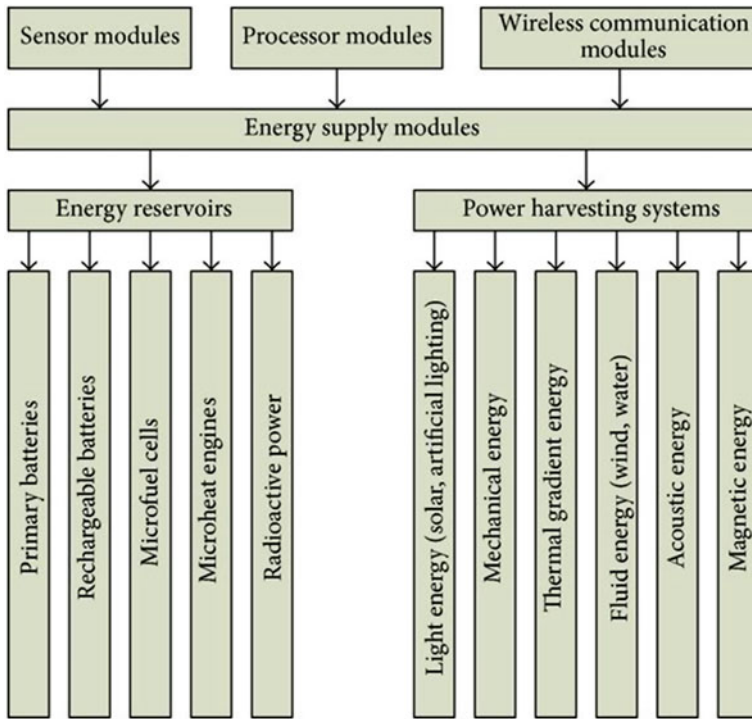 Sensor modules
Processor modules
Wireless communication
modules
Energy supply modules
Energy reservoirs
Power harvesting systems
Primary batteries
Rechargeable batteries
Microfuel cells
Microheat engines
Radioactive power
Light energy (solar, artificial lighting)
Mechanical energy
Thermal gradient energy
Fluid energy (wind, water)
Acoustic energy
Magnetic energy